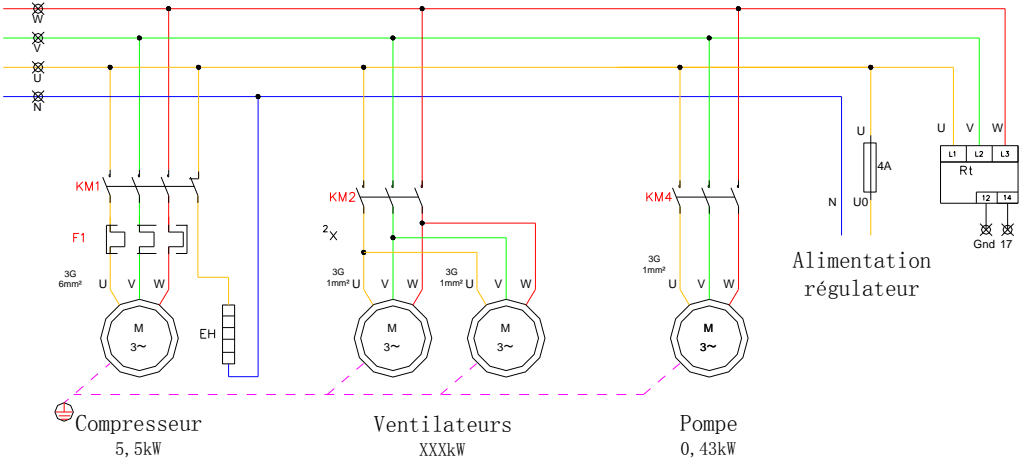 W
V
U
N
U V W
L1 L2 L3
Rt
12 14
Gnd 17
U
4A
U0
N
Alimentation
régulateur
KM1
F1
3G
6mm²
U V W
M
3~
EH
Compresseur
5,5kW
KM2
2X
3G
1mm²
U V W
M
3~
3G
1mm²
U V W
M
3~
Ventilateurs
XXXkW
KM4
3G
1mm²
U V W
M
3~
Pompe
0,43kW